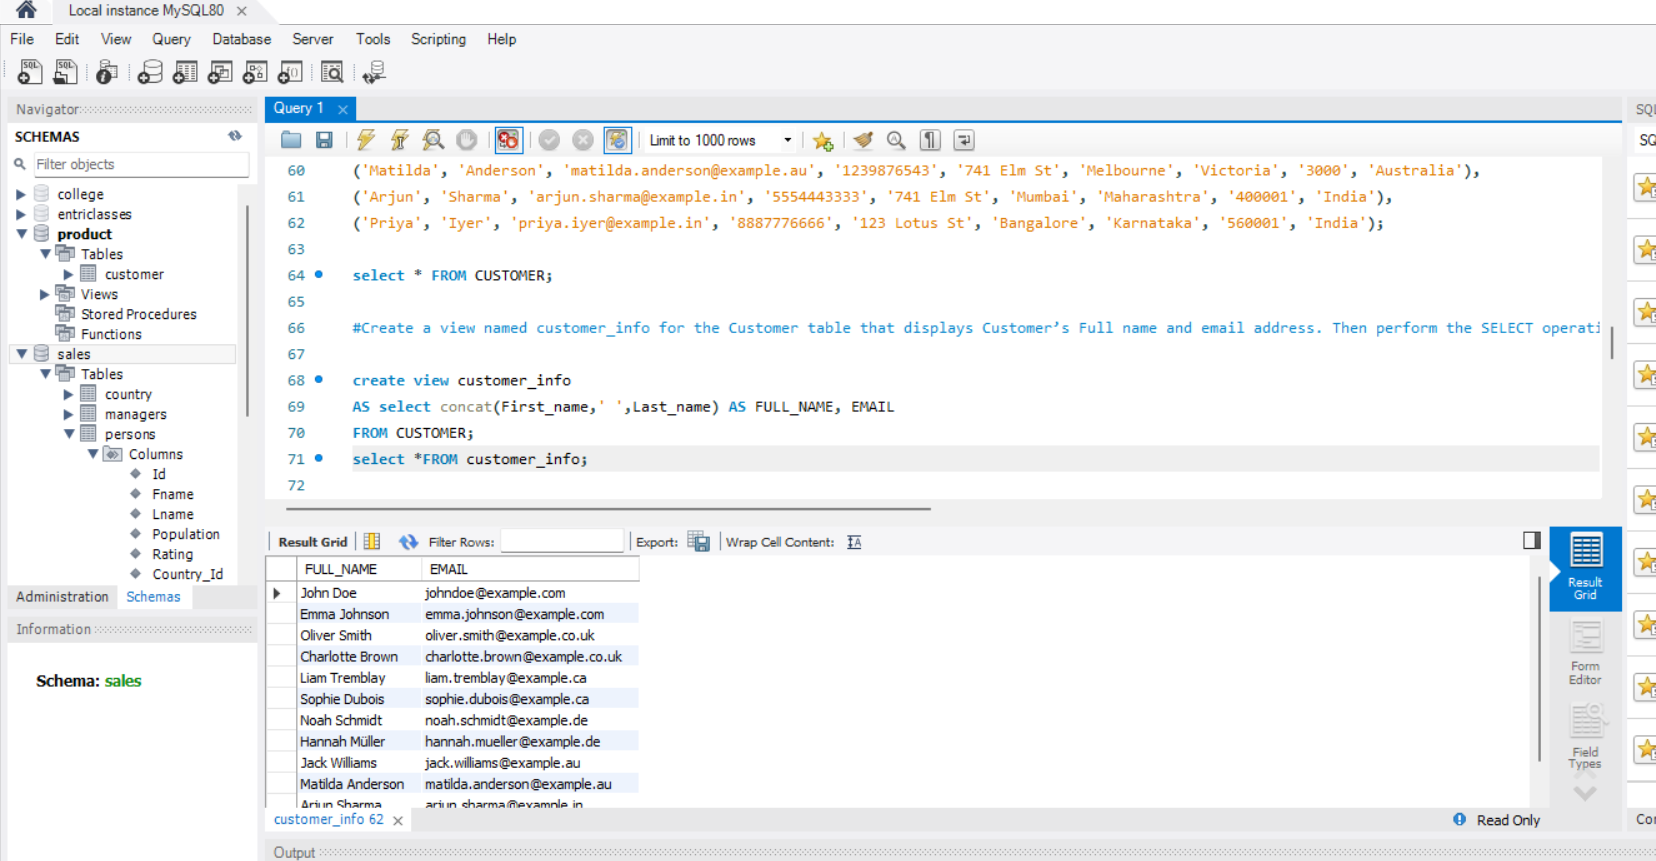 Local instance MySQL80
File Edit View Query Database Server Tools Scripting Help
Navigator
SCHEMAS
Filter objects
college
entriclasses
product
Tables
customer
Views
Stored Procedures
Functions
sales
Tables
country
managers
persons
Columns
Id
Fname
Lname
Population
Rating
Country_Id
Administration Schemas
Information
Schema: sales
Query 1
Limit to 1000 rows
60 ('Matilda', 'Anderson', 'matilda.anderson@example.au', '1239876543', '741 Elm St', 'Melbourne', 'Victoria', '3000', 'Australia'),
61 ('Arjun', 'Sharma', 'arjun.sharma@example.in', '5554443333', '741 Elm St', 'Mumbai', 'Maharashtra', '400001', 'India'),
62 ('Priya', 'Iyer', 'priya.iyer@example.in', '8887776666', '123 Lotus St', 'Bangalore', 'Karnataka', '560001', 'India');
63
64 select * FROM CUSTOMER;
65
66 #Create a view named customer_info for the Customer table that displays Customer’s Full name and email address. Then perform the SELECT operati
67
68 create view customer_info
69 AS select concat(First_name,' ',Last_name) AS FULL_NAME, EMAIL
70 FROM CUSTOMER;
71 select *FROM customer_info;
72
Result Grid Filter Rows: Export: Wrap Cell Content:
FULL_NAME EMAIL
John Doe johndoe@example.com
Emma Johnson emma.johnson@example.com
Oliver Smith oliver.smith@example.co.uk
Charlotte Brown charlotte.brown@example.co.uk
Liam Tremblay liam.tremblay@example.ca
Sophie Dubois sophie.dubois@example.ca
Noah Schmidt noah.schmidt@example.de
Hannah Müller hannah.mueller@example.de
Jack Williams jack.williams@example.au
Matilda Anderson matilda.anderson@example.au
Arjun Sharma arjun.sharma@example.in
customer_info 62
Read Only
Result
Grid
Form
Editor
Field
Types
Output
SQL
SQ
Con